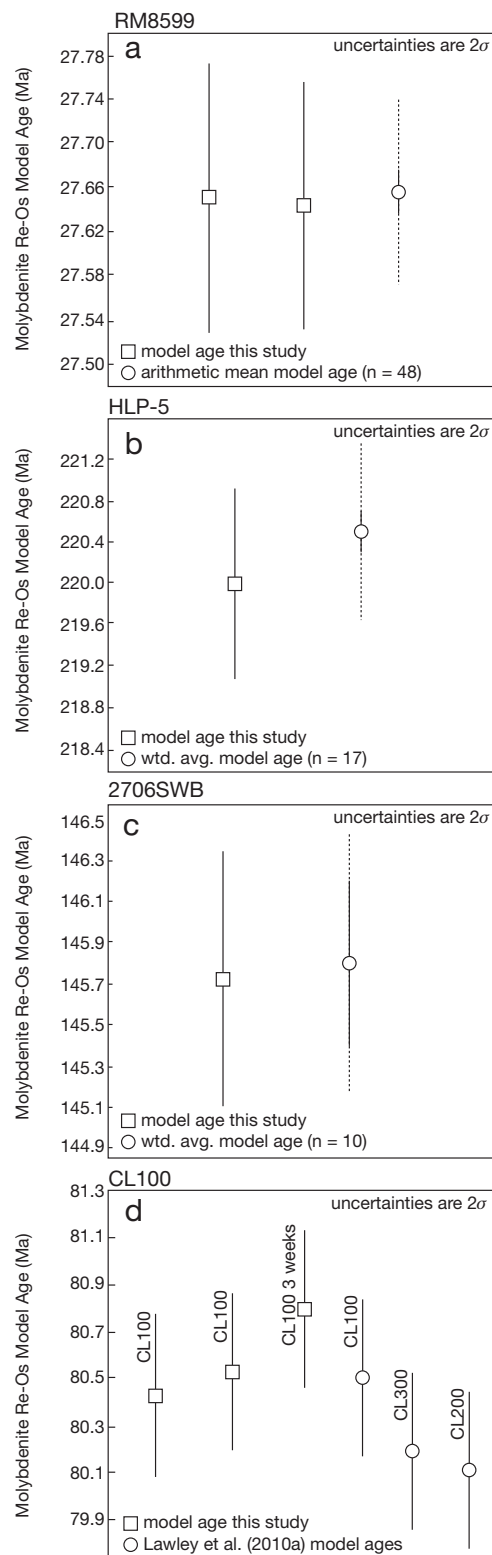 RM8599
a
uncertainties are 2σ
Molybdenite Re-Os Model Age (Ma)
27.78
27.74
27.70
27.66
27.62
27.58
27.54
27.50
model age this study
arithmetic mean model age (n = 48)
HLP-5
b
uncertainties are 2σ
Molybdenite Re-Os Model Age (Ma)
221.2
220.8
220.4
220.0
219.6
219.2
218.8
218.4
model age this study
wtd. avg. model age (n = 17)
2706SWB
c
uncertainties are 2σ
Molybdenite Re-Os Model Age (Ma)
146.5
146.3
146.1
145.9
145.7
145.5
145.3
145.1
144.9
model age this study
wtd. avg. model age (n = 10)
CL100
d
uncertainties are 2σ
Molybdenite Re-Os Model Age (Ma)
81.3
81.1
80.9
80.7
80.5
80.3
80.1
79.9
CL100
CL100
CL100 3 weeks
CL100
CL300
CL200
model age this study
Lawley et al. (2010a) model ages